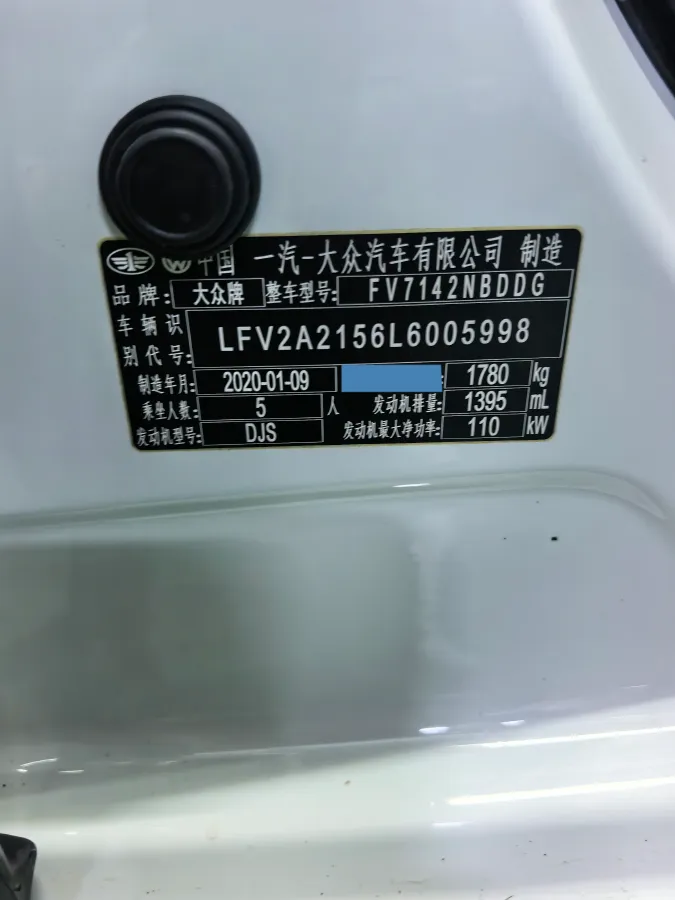 中国 一汽-大众汽车有限公司 制造
品牌: 大众牌 整车型号: FV7142NBDDG
车辆识别代号: LFV2A2156L6005998
制造年月: 2020-01-09 : 1780 kg
乘坐人数: 5 人 发动机排量: 1395 mL
发动机型号: DJS 发动机最大净功率: 110 kW